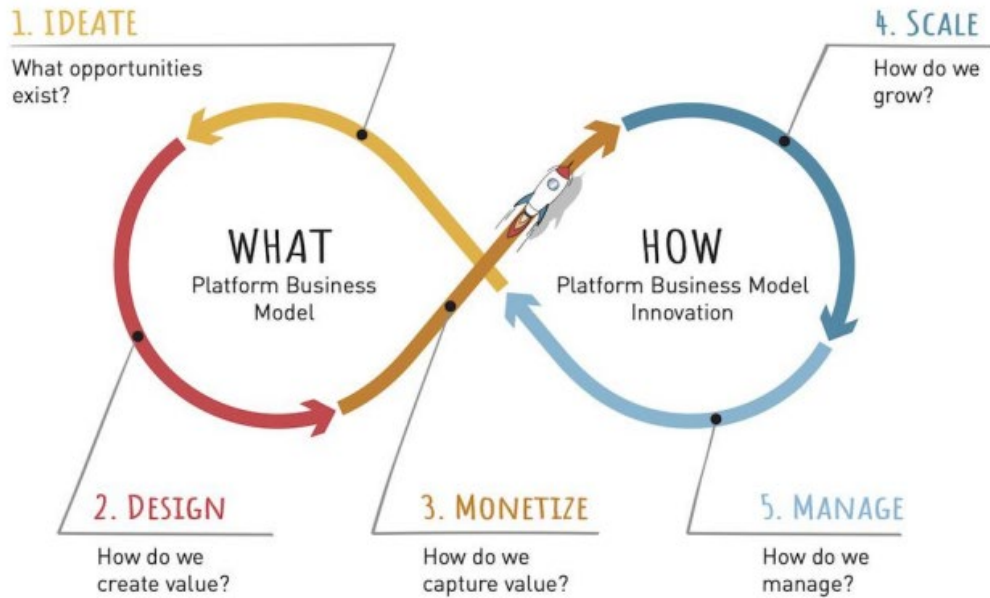 1. IDEATE
What opportunities
exist?
4. SCALE
How do we
grow?
WHAT
Platform Business
Model
HOW
Platform Business Model
Innovation
2. DESIGN
How do we
create value?
3. MONETIZE
How do we
capture value?
5. MANAGE
How do we
manage?